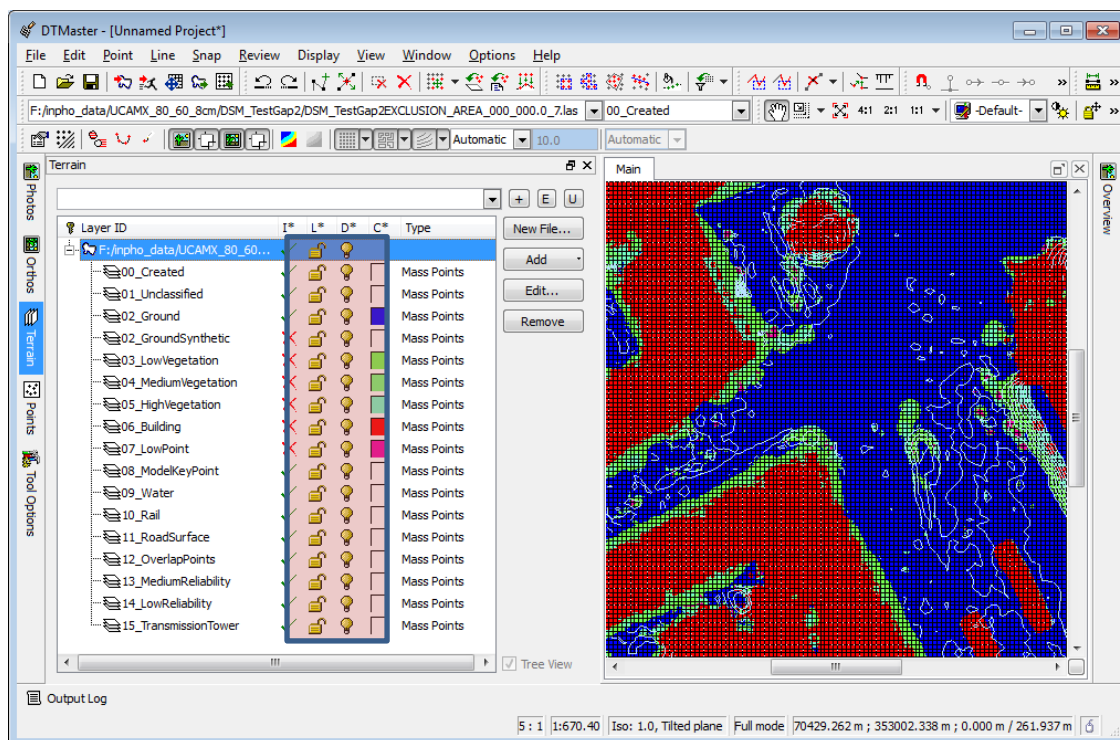 DTMaster - [Unnamed Project*]
File Edit Point Line Snap Review Display View Window Options Help
4:1 2:1 1:1 -Default-
F:/inpho_data/UCAMX_80_60_8cm/DSM_TestGap2/DSM_TestGap2EXCLUSION_AREA_000_000.0_7.las 00_Created
Automatic 10.0 Automatic
Photos
Orthos
Terrain
Points
Tool Options
Terrain
+ E U
Layer ID I* L* D* C* Type
F:/inpho_data/UCAMX_80_60...
00_Created Mass Points
01_Unclassified Mass Points
02_Ground Mass Points
02_GroundSynthetic Mass Points
03_LowVegetation Mass Points
04_MediumVegetation Mass Points
05_HighVegetation Mass Points
06_Building Mass Points
07_LowPoint Mass Points
08_ModelKeyPoint Mass Points
09_Water Mass Points
10_Rail Mass Points
11_RoadSurface Mass Points
12_OverlapPoints Mass Points
13_MediumReliability Mass Points
14_LowReliability Mass Points
15_TransmissionTower Mass Points
New File...
Add
Edit...
Remove
Tree View
Main
Overview
Output Log
5 : 1 1:670.40 Iso: 1.0, Tilted plane Full mode 70429.262 m ; 353002.338 m ; 0.000 m / 261.937 m